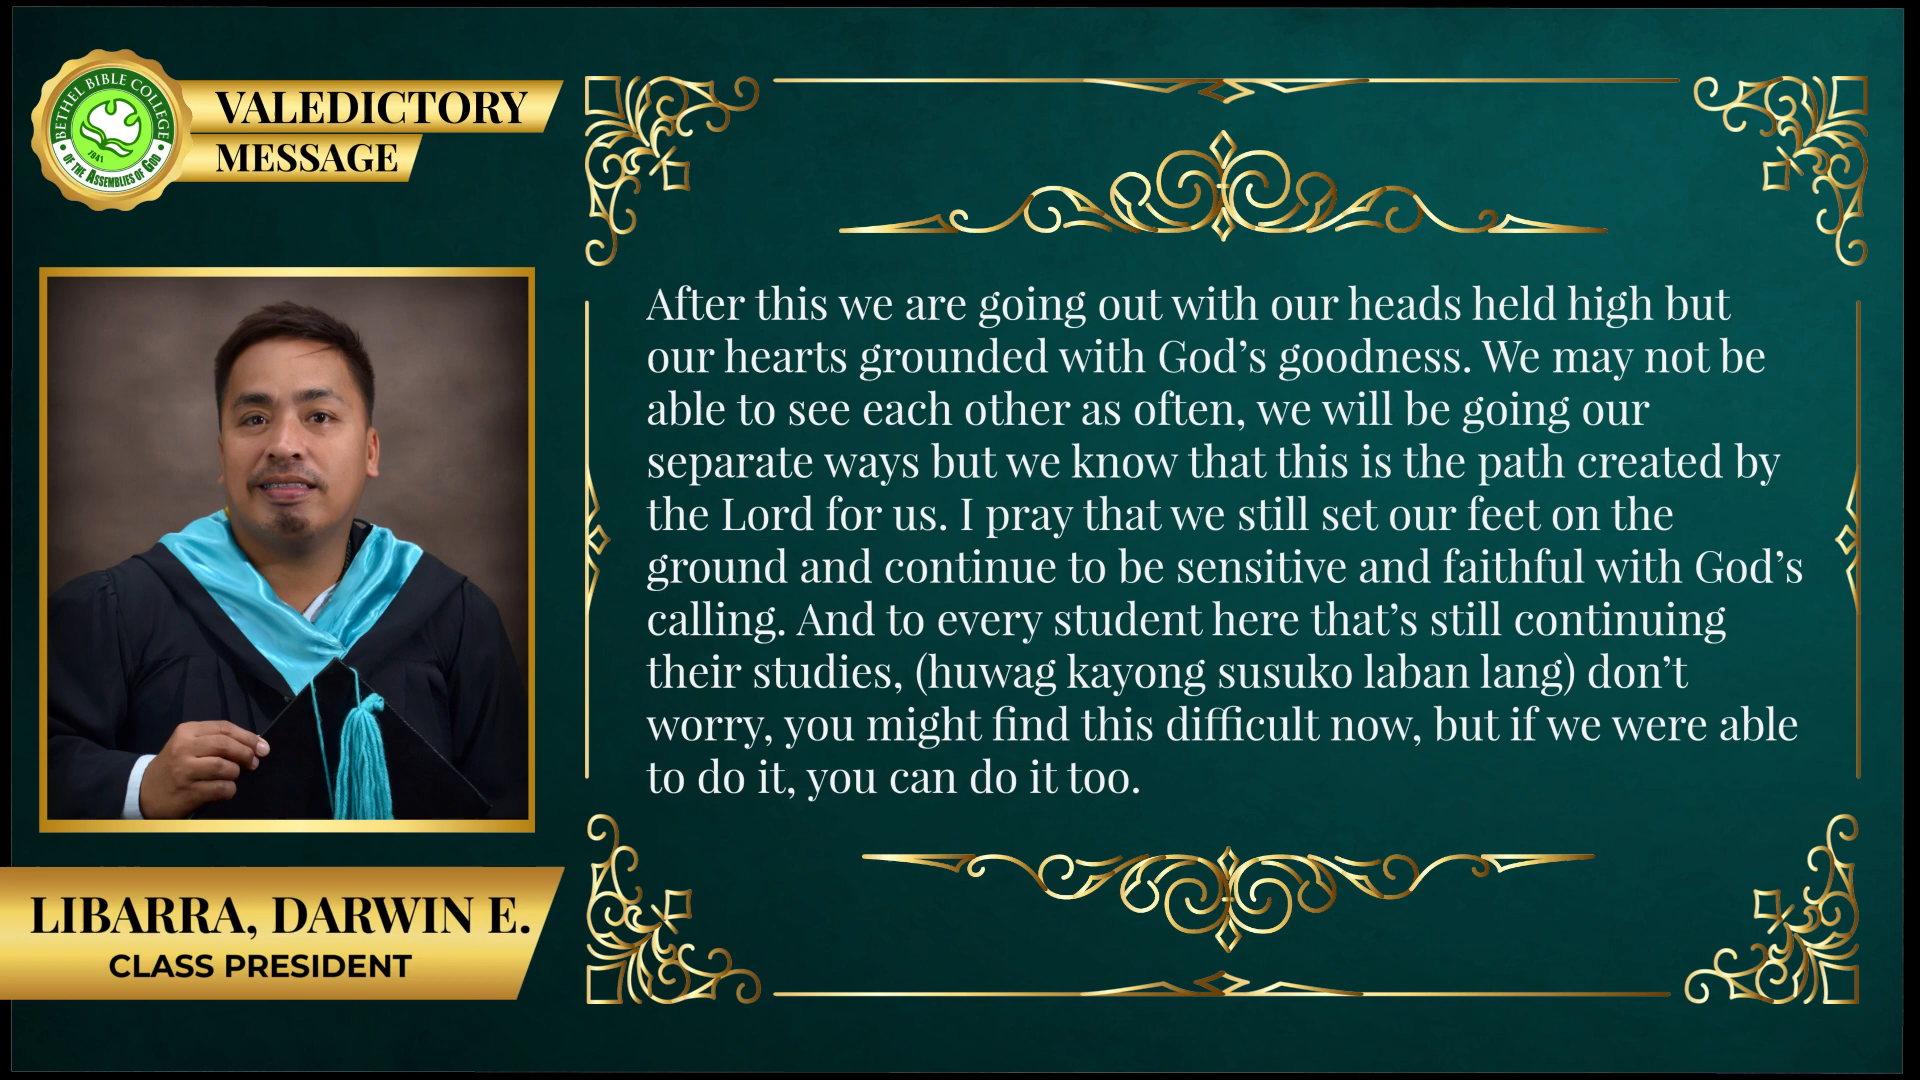 BETHEL BIBLE COLLEGE
1941
OF THE ASSEMBLIES OF GOD
VALEDICTORY
MESSAGE
After this we are going out with our heads held high but
our hearts grounded with God’s goodness. We may not be
able to see each other as often, we will be going our
separate ways but we know that this is the path created by
the Lord for us. I pray that we still set our feet on the
ground and continue to be sensitive and faithful with God’s
calling. And to every student here that’s still continuing
their studies, (huwag kayong susuko laban lang) don’t
worry, you might find this difficult now, but if we were able
to do it, you can do it too.
LIBARRA, DARWIN E.
CLASS PRESIDENT